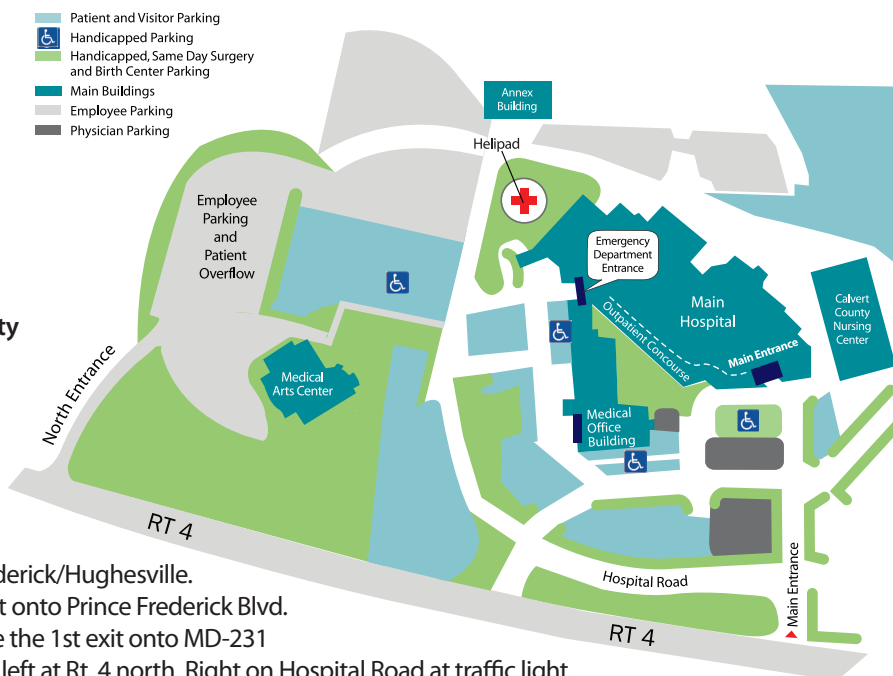 Patient and Visitor Parking
Handicapped Parking
Handicapped, Same Day Surgery
and Birth Center Parking
Main Buildings
Employee Parking
Physician Parking
Annex
Building
Helipad
Employee
Parking
and
Patient
Overflow
Emergency
Department
Entrance
Main
Hospital
Outpatient Concourse
Main Entrance
Calvert
County
Nursing
Center
ty
North Entrance
Medical
Arts Center
Medical
Office
Building
RT 4
Hospital Road
Main Entrance
RT 4
derick/Hughesville.
t onto Prince Frederick Blvd.
e the 1st exit onto MD-231
left at Rt. 4 north. Right on Hospital Road at traffic light